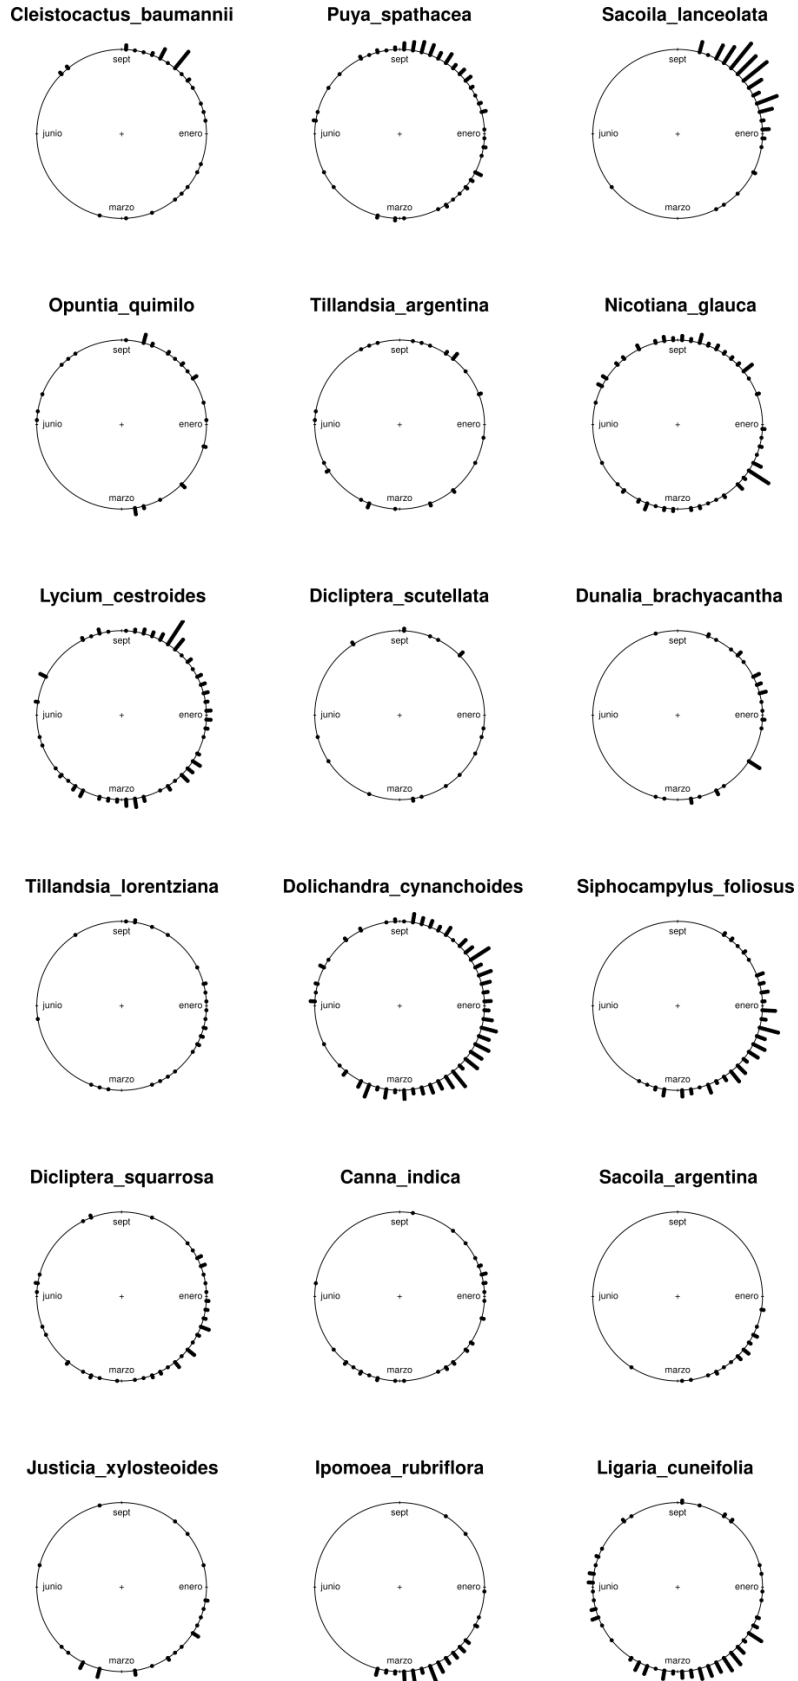 Cleistocactus_baumannii Puya_spathacea Sacoila_lanceolata
sept sept sept
junio + enero junio + enero junio + enero
marzo marzo marzo
Opuntia_quimilo Tillandsia_argentina Nicotiana_glauca
sept sept sept
junio + enero junio + enero junio + enero
marzo marzo marzo
Lycium_cestroides Dicliptera_scutellata Dunalia_brachyacantha
sept sept sept
junio + enero junio + enero junio + enero
marzo marzo marzo
Tillandsia_lorentziana Dolichandra_cynanchoides Siphocampylus_foliosus
sept sept sept
junio + enero junio + enero junio + enero
marzo marzo marzo
Dicliptera_squarrosa Canna_indica Sacoila_argentina
sept sept sept
junio + enero junio + enero junio + enero
marzo marzo marzo
Justicia_xylosteoides Ipomoea_rubriflora Ligaria_cuneifolia
sept sept sept
junio + enero junio + enero junio + enero
marzo marzo marzo